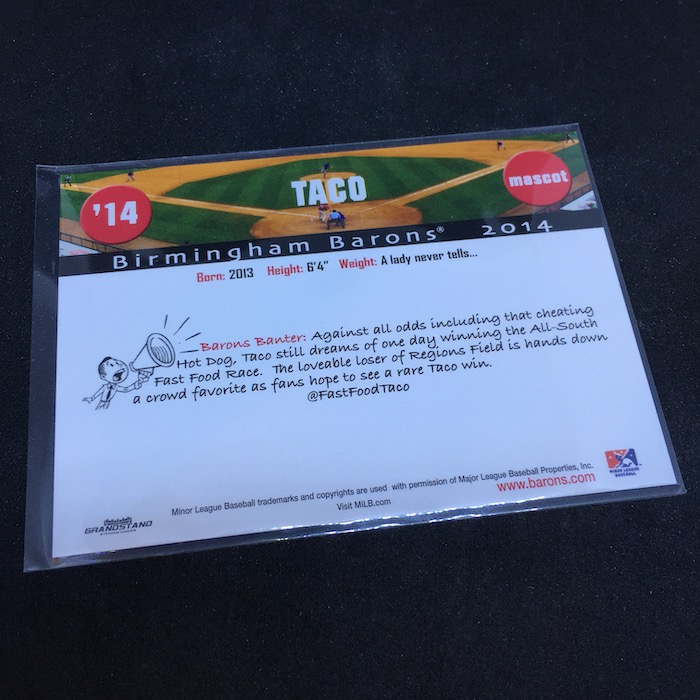 TACO
'14
mascot
Birmingham Barons® 2014
Born: 2013 Height: 6'4" Weight: A lady never tells...
Barons Banter: Against all odds including that cheating
Hot Dog, Taco still dreams of one day winning the All-South
Fast Food Race. The loveable loser of Regions Field is hands down
a crowd favorite as fans hope to see a rare Taco win.
@FastFoodTaco
GRANDSTAND
Minor League Baseball trademarks and copyrights are used with permission of Major League Baseball Properties, Inc.
Visit MiLB.com
www.barons.com
MINOR LEAGUE
BASEBALL